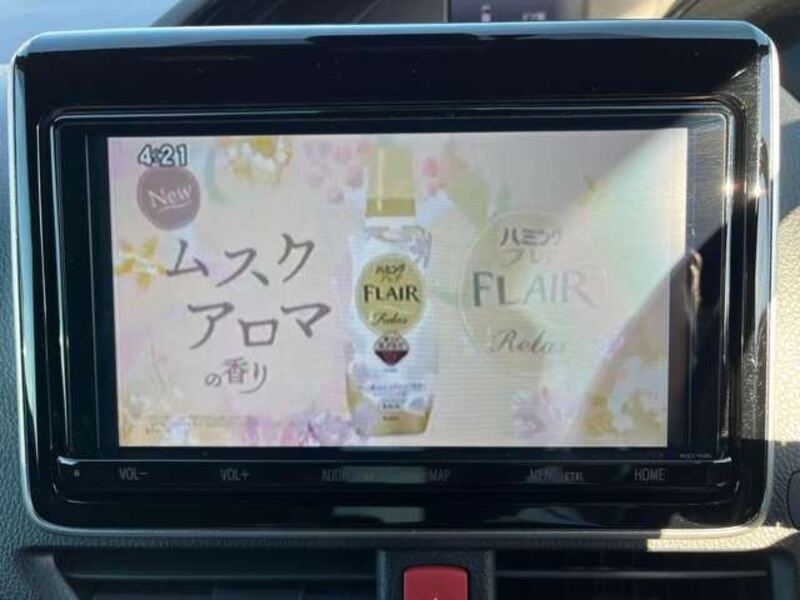 4:21
New
ムスク
アロマ
の香り
ハミング
FLAIR
Relax
ハミング
フレア
FLAIR
Relax
VOL-
VOL+
AUDIO
MAP
MENU
CTRL
HOME